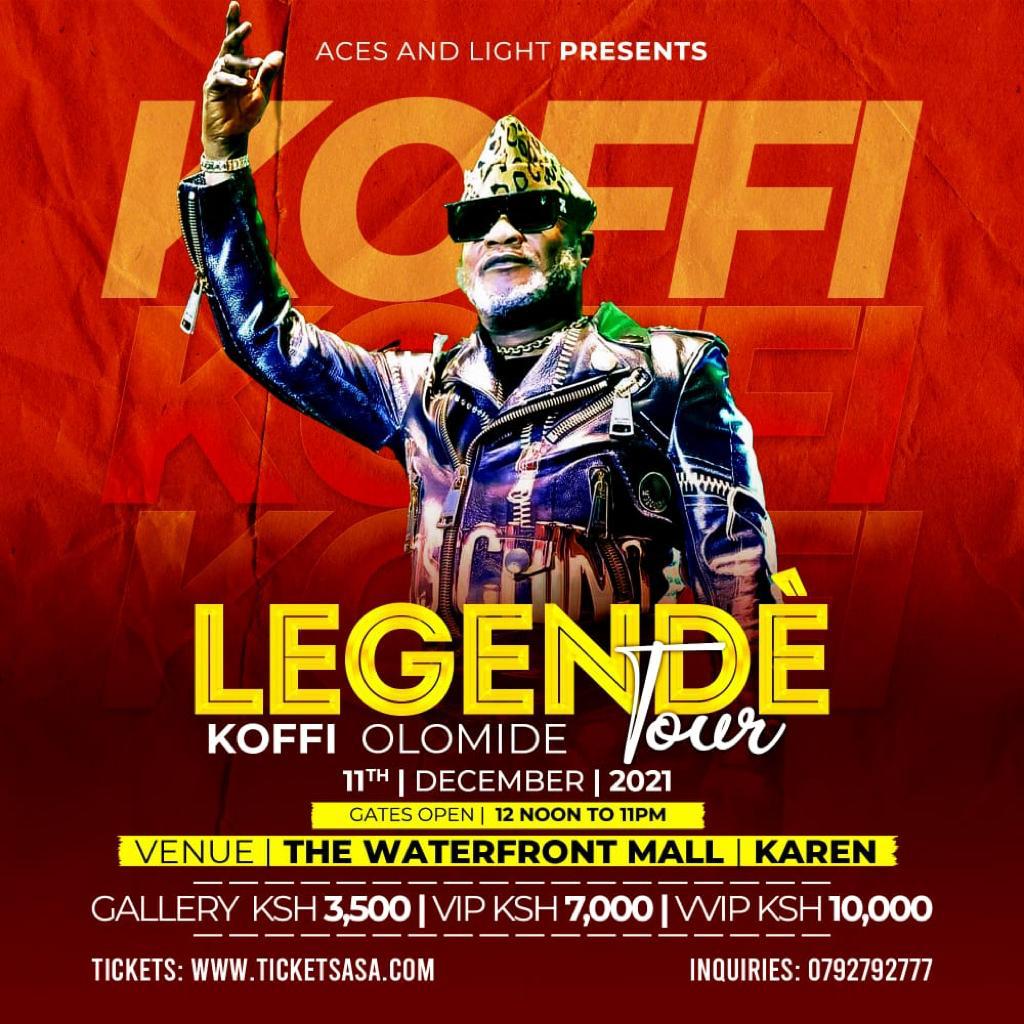 ACES AND LIGHT PRESENTS
KOFFI
KOFFI
KOFFI
LEGENDÈ
Tour
KOFFI OLOMIDE
11TH | DECEMBER | 2021
GATES OPEN | 12 NOON TO 11PM
VENUE | THE WATERFRONT MALL | KAREN
GALLERY KSH 3,500 | VIP KSH 7,000 | VVIP KSH 10,000
TICKETS: WWW.TICKETSASA.COM
INQUIRIES: 0792792777